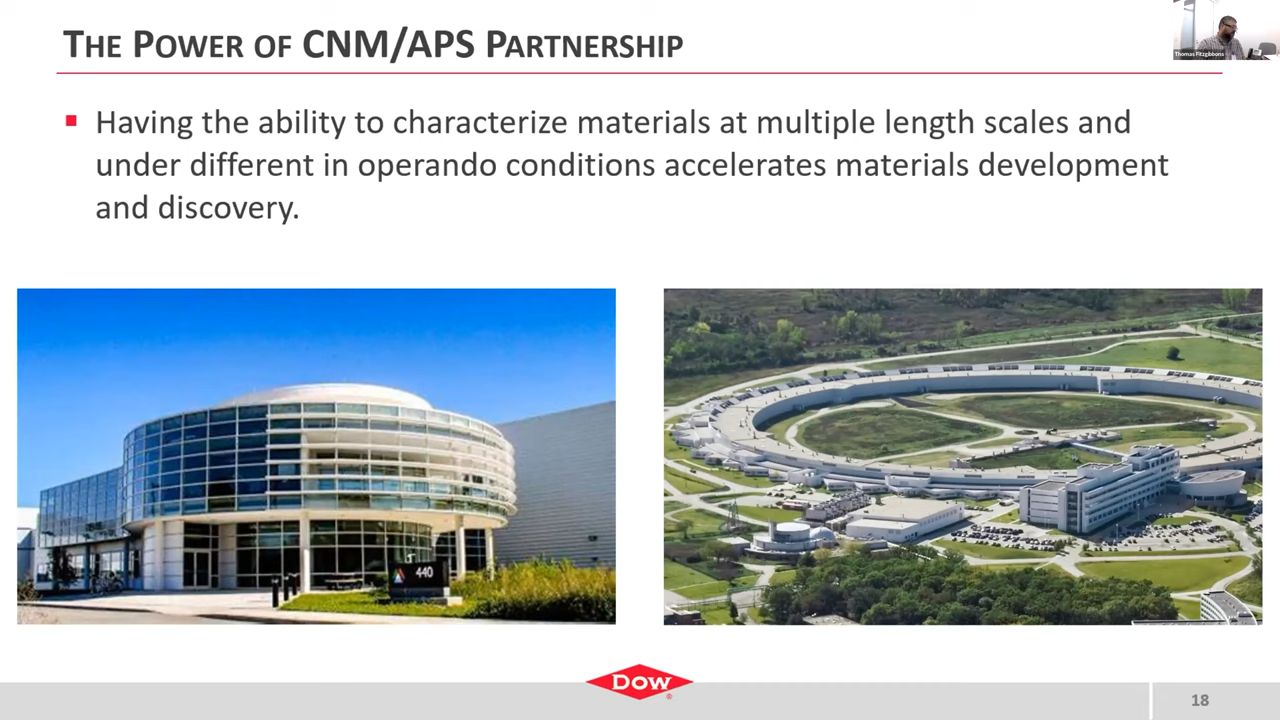 THE POWER OF CNM/APS PARTNERSHIP
Thomas Fitzgibbons
Having the ability to characterize materials at multiple length scales and
under different in operando conditions accelerates materials development
and discovery.
440
DOW
18